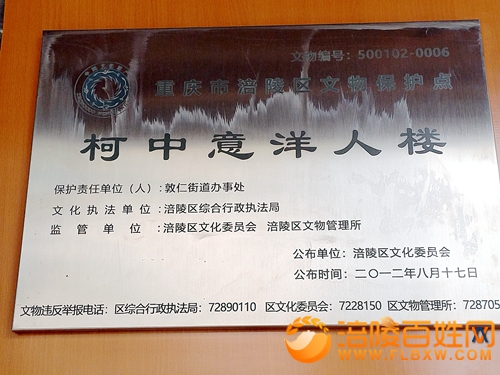 文物编号：500102-0006
重庆市涪陵区文物保护点
柯中意洋人楼
保护责任单位（人）：敦仁街道办事处
文化执法单位：涪陵区综合行政执法局
监管单位：涪陵区文化委员会 涪陵区文物管理所
公布单位：涪陵区文化委员会
公布时间：二〇一二年八月十七日
文物违反举报电话：区综合行政执法局：72890110 区文化委员会：7228150 区文物管理所：728705
涪陵百姓网
WWW.FLBXW.COM